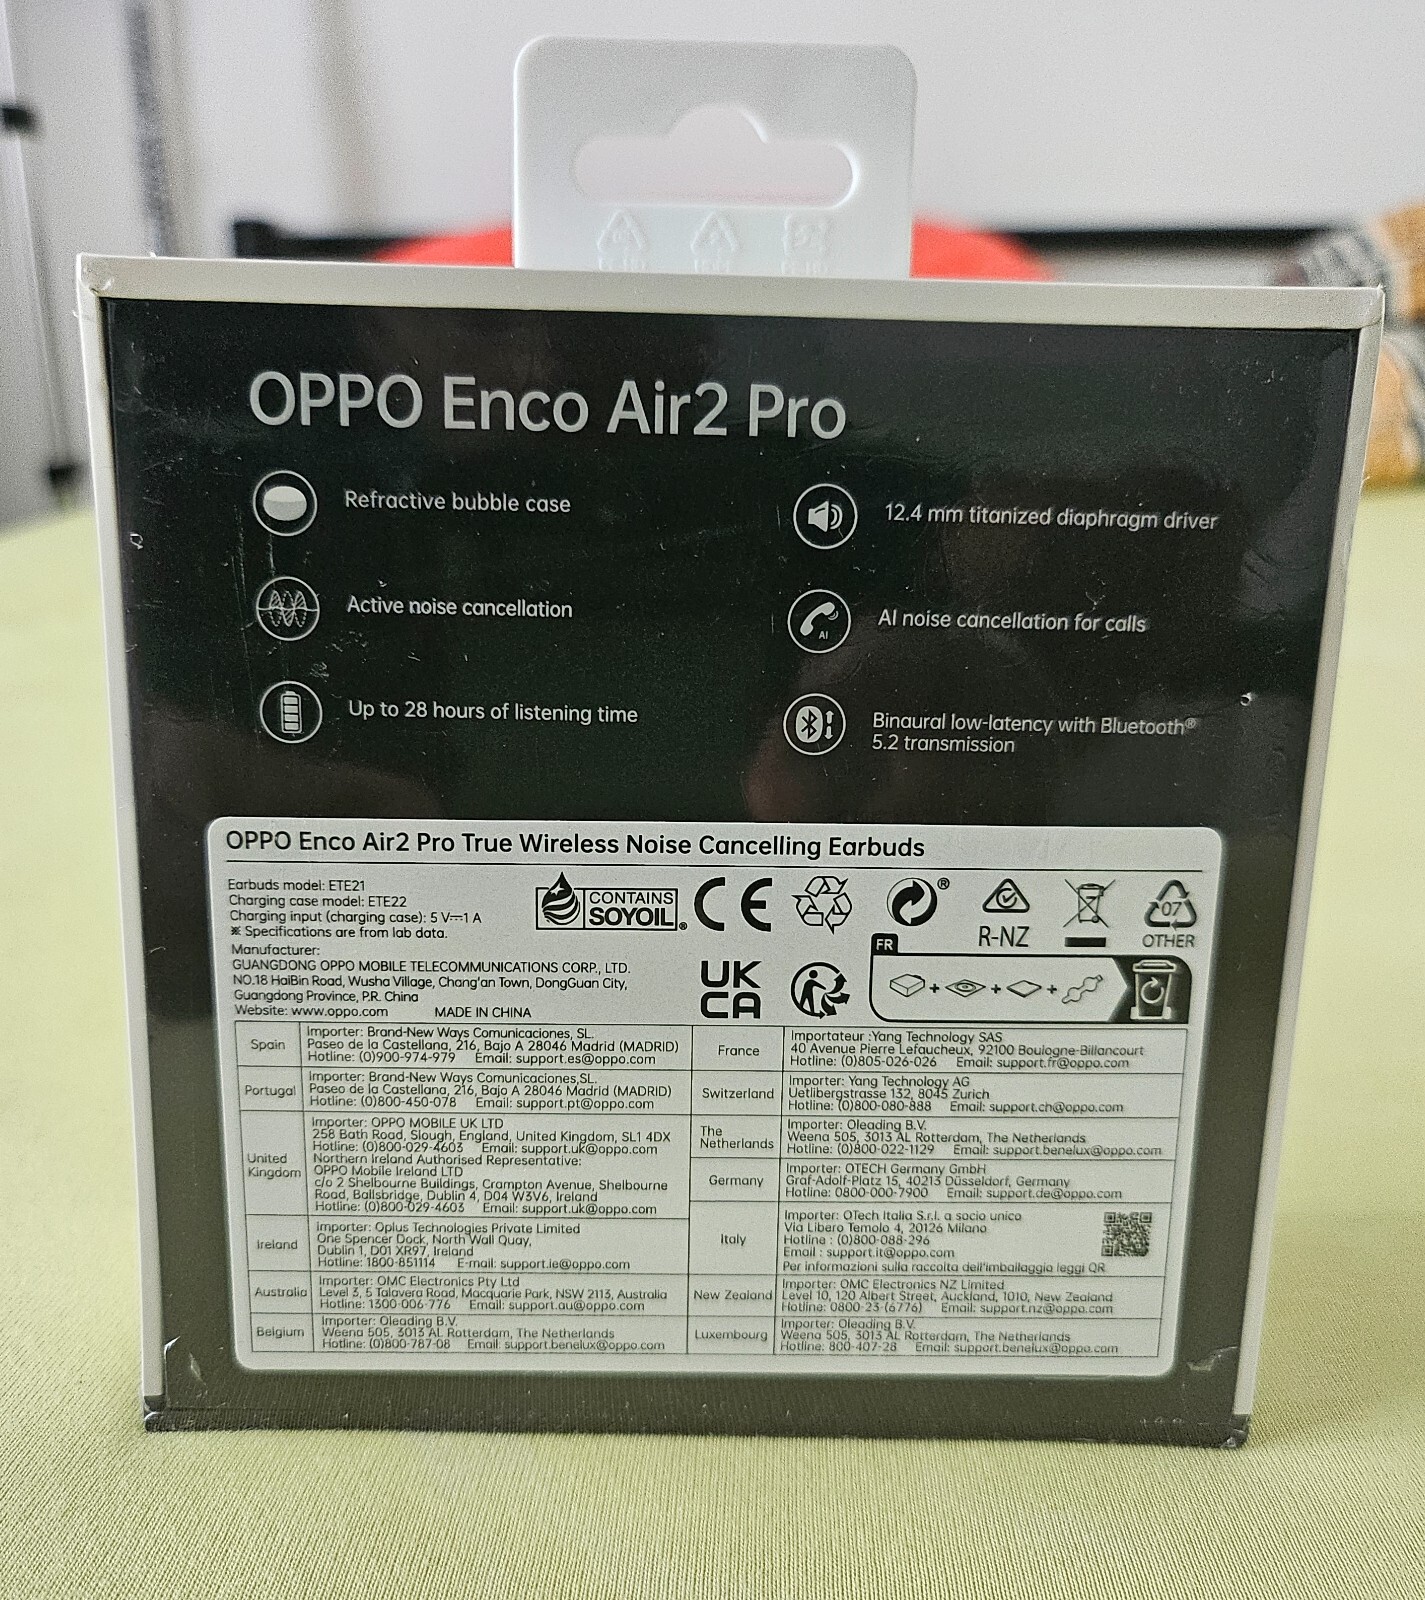 OPPO Enco Air2 Pro
Refractive bubble case
12.4 mm titanized diaphragm driver
Active noise cancellation
AI
AI noise cancellation for calls
Up to 28 hours of listening time
Binaural low-latency with Bluetooth®
5.2 transmission
OPPO Enco Air2 Pro True Wireless Noise Cancelling Earbuds
Earbuds model: ETE21
Charging case model: ETE22
Charging input (charging case): 5 V⎓1 A
※ Specifications are from lab data.
Manufacturer:
GUANGDONG OPPO MOBILE TELECOMMUNICATIONS CORP., LTD.
NO.18 HaiBin Road, Wusha Village, Chang'an Town, DongGuan City,
Guangdong Province, P.R. China
Website: www.oppo.com MADE IN CHINA
CONTAINS
SOYOIL®
CE
®
R-NZ
07
OTHER
UK
CA
FR
Spain
Importer: Brand-New Ways Comunicaciones, SL.
Paseo de la Castellana, 216, Bajo A 28046 Madrid (MADRID)
Hotline: (0)900-974-979 Email: support.es@oppo.com
Portugal
Importer: Brand-New Ways Comunicaciones,SL.
Paseo de la Castellana, 216, Bajo A 28046 Madrid (MADRID)
Hotline: (0)800-450-078 Email: support.pt@oppo.com
United
Kingdom
Importer: OPPO MOBILE UK LTD
258 Bath Road, Slough, England, United Kingdom, SL1 4DX
Hotline: (0)800-029-4603 Email: support.uk@oppo.com
Northern Ireland Authorised Representative:
OPPO Mobile Ireland LTD
c/o 2 Shelbourne Buildings, Crampton Avenue, Shelbourne
Road, Ballsbridge, Dublin 4, D04 W3V6, Ireland
Hotline: (0)800-029-4603 Email: support.uk@oppo.com
Ireland
Importer: Oplus Technologies Private Limited
One Spencer Dock, North Wall Quay,
Dublin 1, D01 XR97, Ireland
Hotline: 1800-851114 E-mail: support.ie@oppo.com
Australia
Importer: OMC Electronics Pty Ltd
Level 3, 5 Talavera Road, Macquarie Park, NSW 2113, Australia
Hotline: 1300-006-776 Email: support.au@oppo.com
Belgium
Importer: Oleading B.V.
Weena 505, 3013 AL Rotterdam, The Netherlands
Hotline: (0)800-787-08 Email: support.benelux@oppo.com
France
Importateur :Yang Technology SAS
40 Avenue Pierre Lefaucheux, 92100 Boulogne-Billancourt
Hotline: (0)805-026-026 Email: support.fr@oppo.com
Switzerland
Importer: Yang Technology AG
Uetlibergstrasse 132, 8045 Zurich
Hotline: (0)800-080-888 Email: support.ch@oppo.com
The
Netherlands
Importer: Oleading B.V.
Weena 505, 3013 AL Rotterdam, The Netherlands
Hotline: (0)800-022-1129 Email: support.benelux@oppo.com
Germany
Importer: OTECH Germany GmbH
Graf-Adolf-Platz 15, 40213 Düsseldorf, Germany
Hotline: 0800-000-7900 Email: support.de@oppo.com
Italy
Importer: OTech Italia S.r.l. a socio unico
Via Libero Temolo 4, 20126 Milano
Hotline : (0)800-088-296
Email : support.it@oppo.com
Per informazioni sulla raccolta dell'imballaggio leggi QR
New Zealand
Importer: OMC Electronics NZ Limited
Level 10, 120 Albert Street, Auckland, 1010, New Zealand
Hotline: 0800-23-(6776) Email: support.nz@oppo.com
Luxembourg
Importer: Oleading B.V.
Weena 505, 3013 AL Rotterdam, The Netherlands
Hotline: 800-407-28 Email: support.benelux@oppo.com